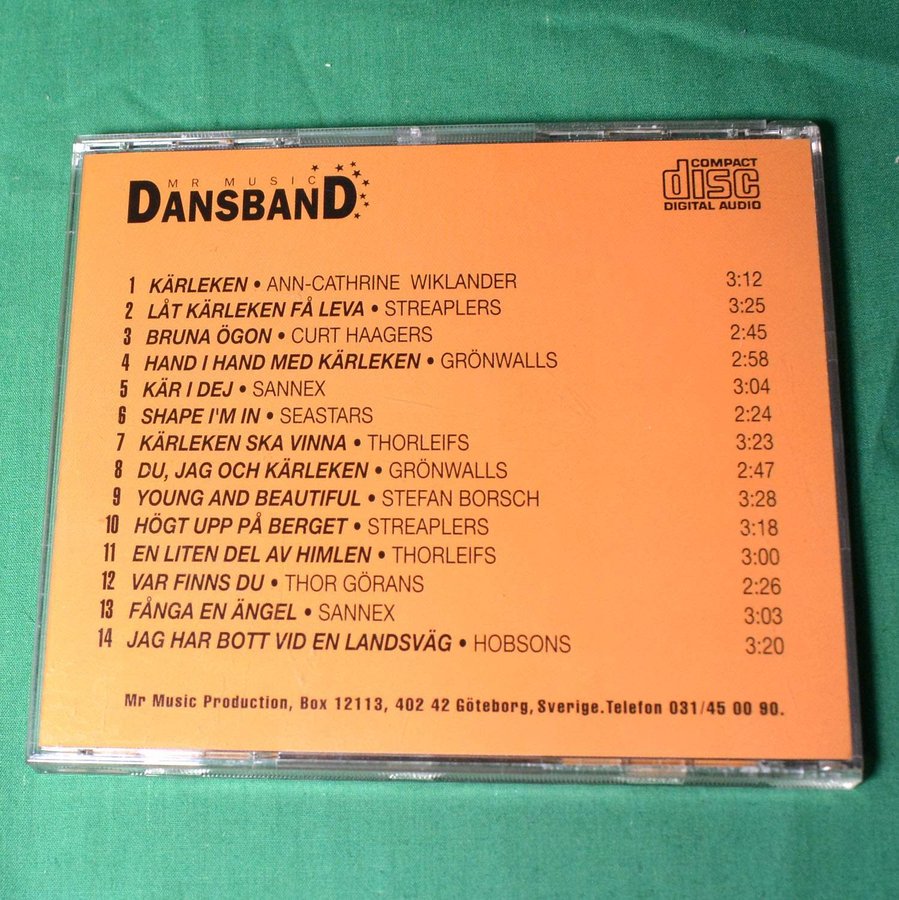 MR MUSIC
DANSBAND
COMPACT
disc
DIGITAL AUDIO
1 KÄRLEKEN • ANN-CATHRINE WIKLANDER 3:12
2 LÅT KÄRLEKEN FÅ LEVA • STREAPLERS 3:25
3 BRUNA ÖGON • CURT HAAGERS 2:45
4 HAND I HAND MED KÄRLEKEN • GRÖNWALLS 2:58
5 KÄR I DEJ • SANNEX 3:04
6 SHAPE I'M IN • SEASTARS 2:24
7 KÄRLEKEN SKA VINNA • THORLEIFS 3:23
8 DU, JAG OCH KÄRLEKEN • GRÖNWALLS 2:47
9 YOUNG AND BEAUTIFUL • STEFAN BORSCH 3:28
10 HÖGT UPP PÅ BERGET • STREAPLERS 3:18
11 EN LITEN DEL AV HIMLEN • THORLEIFS 3:00
12 VAR FINNS DU • THOR GÖRANS 2:26
13 FÅNGA EN ÄNGEL • SANNEX 3:03
14 JAG HAR BOTT VID EN LANDSVÄG • HOBSONS 3:20
Mr Music Production, Box 12113, 402 42 Göteborg, Sverige.Telefon 031/45 00 90.